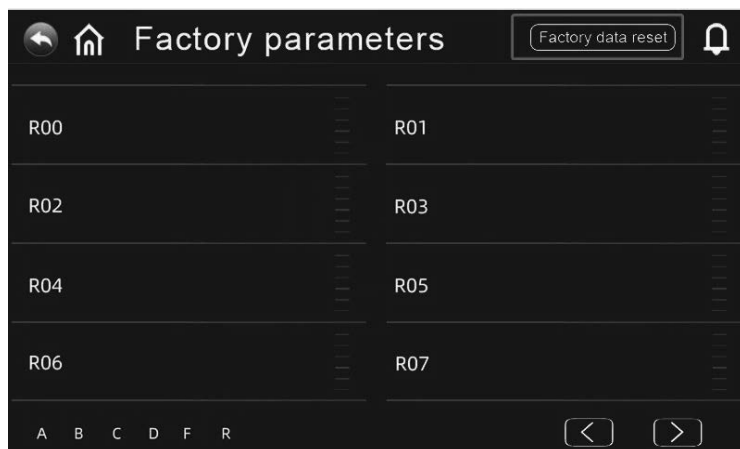 Factory parameters Factory data reset
R00 R01
R02 R03
R04 R05
R06 R07
A B C D F R